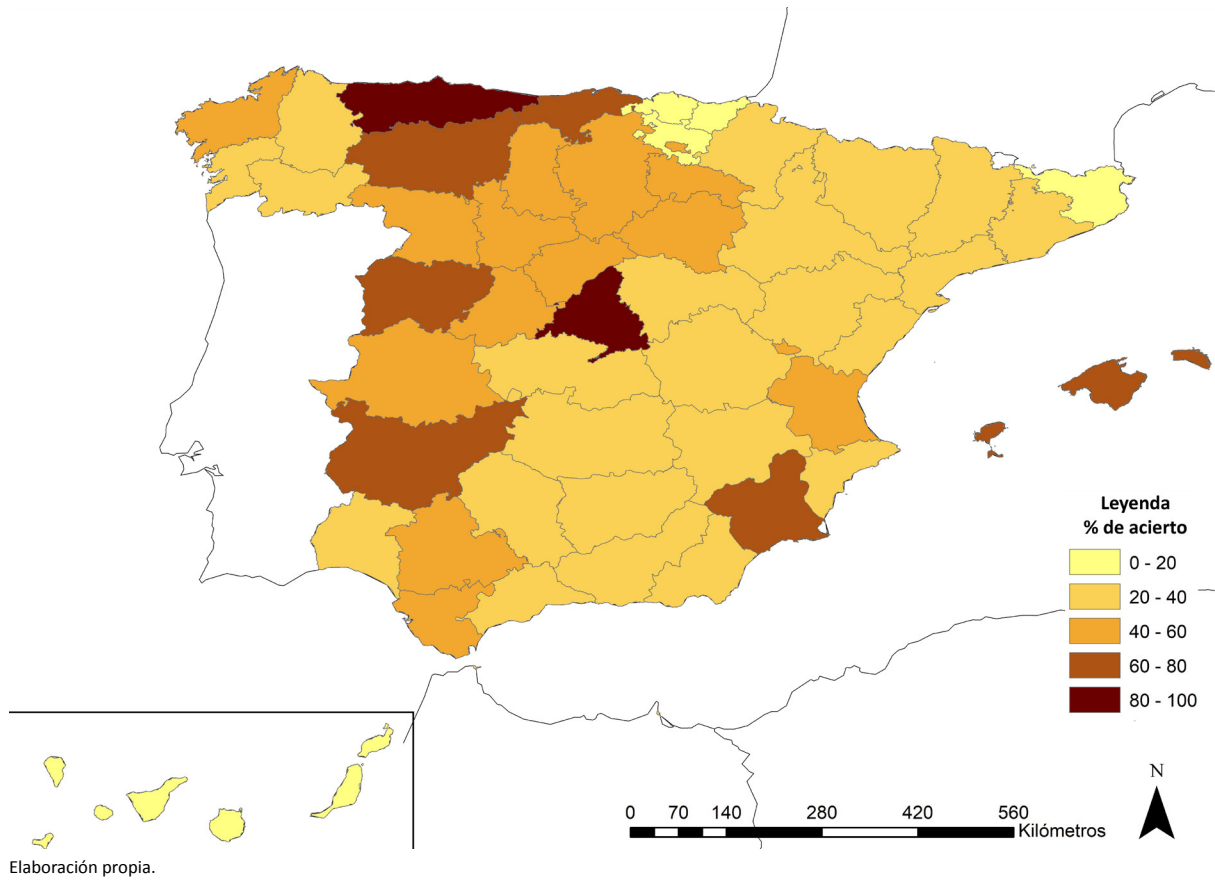 Leyenda
% de acierto
0 - 20
20 - 40
40 - 60
60 - 80
80 - 100
N
0 70 140 280 420 560
Kilómetros
Elaboración propia.